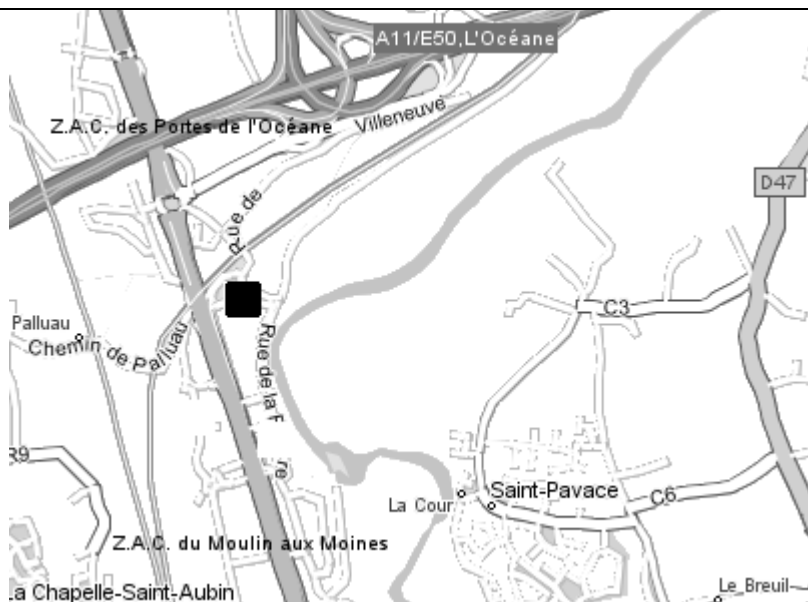 A11/E50,L'Océane
Z.A.C. des Portes de l'Océane
Villeneuve
D47
Rue de
C3
Palluau
Chemin de Palluau
Rue de la F
re
R9
La Cour
Saint-Pavace
C6
Z.A.C. du Moulin aux Moines
La Chapelle-Saint-Aubin
Le Breuil